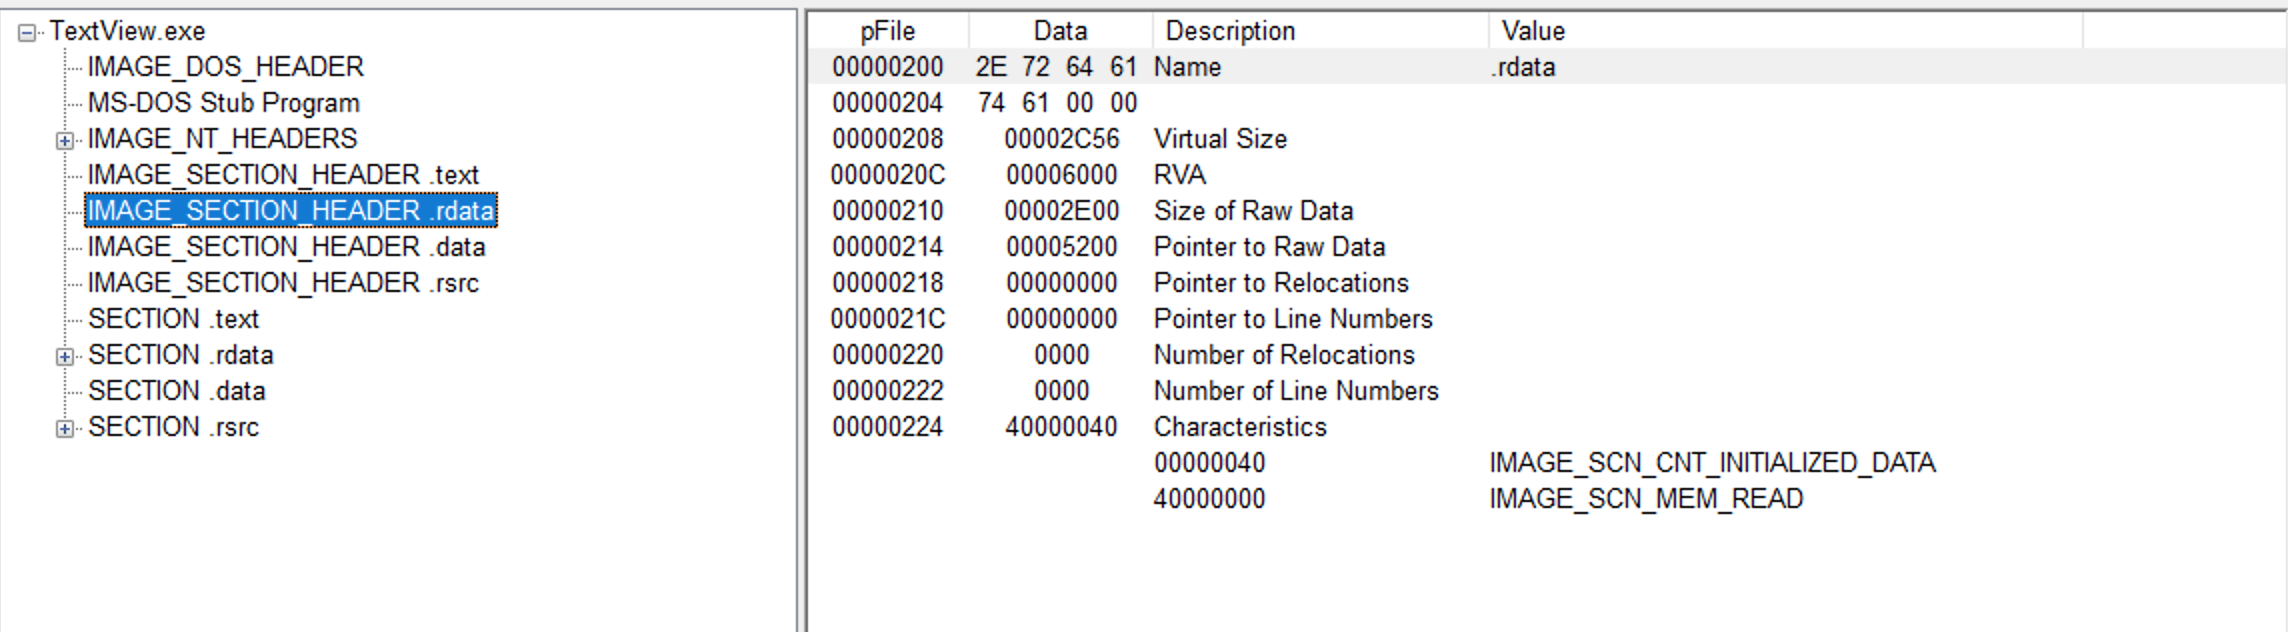 TextView.exe
IMAGE_DOS_HEADER
MS-DOS Stub Program
IMAGE_NT_HEADERS
IMAGE_SECTION_HEADER .text
IMAGE_SECTION_HEADER .rdata
IMAGE_SECTION_HEADER .data
IMAGE_SECTION_HEADER .rsrc
SECTION .text
SECTION .rdata
SECTION .data
SECTION .rsrc
pFile Data Description Value
00000200 2E 72 64 61 Name .rdata
00000204 74 61 00 00
00000208 00002C56 Virtual Size
0000020C 00006000 RVA
00000210 00002E00 Size of Raw Data
00000214 00005200 Pointer to Raw Data
00000218 00000000 Pointer to Relocations
0000021C 00000000 Pointer to Line Numbers
00000220 0000 Number of Relocations
00000222 0000 Number of Line Numbers
00000224 40000040 Characteristics
00000040 IMAGE_SCN_CNT_INITIALIZED_DATA
40000000 IMAGE_SCN_MEM_READ